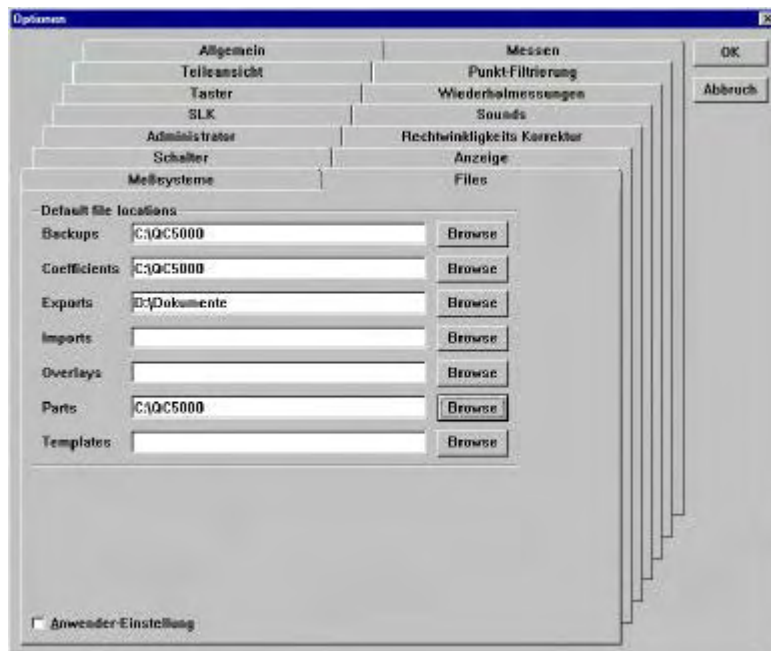 Optionen
Allgemein Messen OK
Teileansicht Punkt-Filtrierung
Taster Wiederholmessungen Abbruch
SLK Sounds
Administrator Rechtwinkligkeits Korrektur
Schalter Anzeige
Meßsysteme Files
Default file locations
Backups C:\QC5000 Browse
Coefficients C:\QC5000 Browse
Exports D:\Dokumente Browse
Imports Browse
Overlays Browse
Parts C:\QC5000 Browse
Templates Browse
Anwender-Einstellung